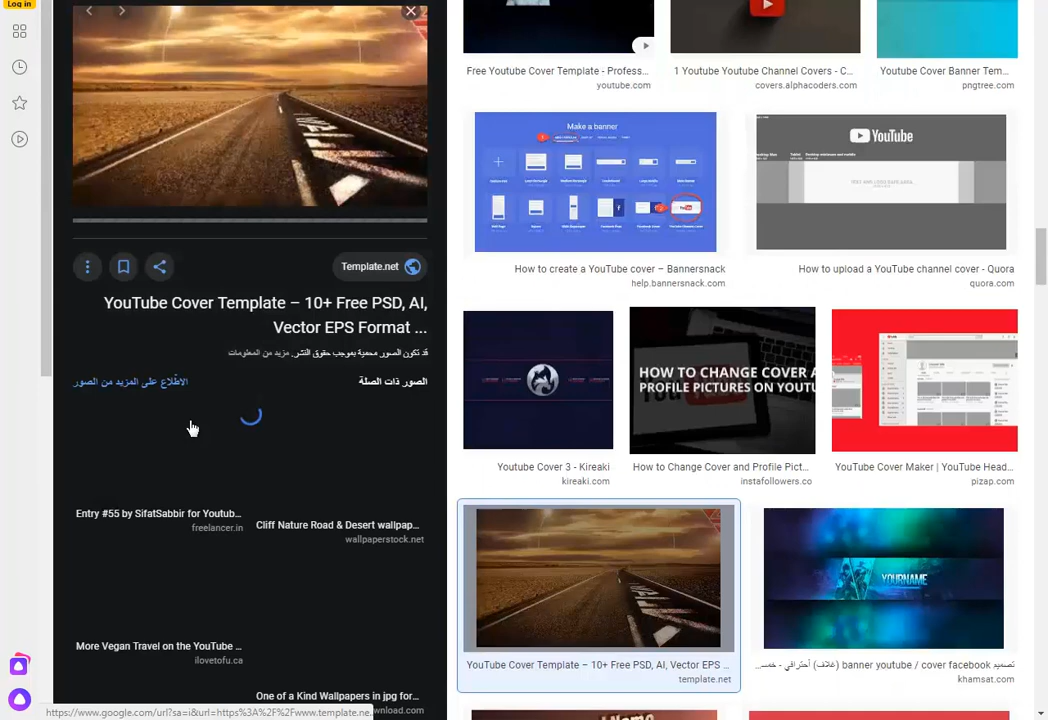 Log in
Template.net
YouTube Cover Template – 10+ Free PSD, AI,
Vector EPS Format ...
قد تكون الصور محمية بموجب حقوق النشر. مزيد من المعلومات
الصور ذات الصلة
الاطّلاع على المزيد من الصور
Entry #55 by SifatSabbir for Youtub...
freelancer.in
Cliff Nature Road & Desert wallpap...
wallpaperstock.net
More Vegan Travel on the YouTube ...
ilovetofu.ca
One of a Kind Wallpapers in jpg for...
wnload.com
https://www.google.com/url?sa=i&url=https%3A%2F%2Fwww.template.ne...
Free Youtube Cover Template - Profess...
youtube.com
1 Youtube Youtube Channel Covers - C...
covers.alphacoders.com
Youtube Cover Banner Tem...
pngtree.com
Make a banner
How to create a YouTube cover – Bannersnack
help.bannersnack.com
YouTube
How to upload a YouTube channel cover - Quora
quora.com
Youtube Cover 3 - Kireaki
kireaki.com
HOW TO CHANGE COVER A
PROFILE PICTURES ON YOUTU
How to Change Cover and Profile Pict...
instafollowers.co
YouTube Cover Maker | YouTube Head...
pizap.com
YouTube Cover Template – 10+ Free PSD, AI, Vector EPS ...
template.net
YOURNAME
تصميم banner youtube / cover facebook (غلاف) أحترافي - خمس...
khamsat.com